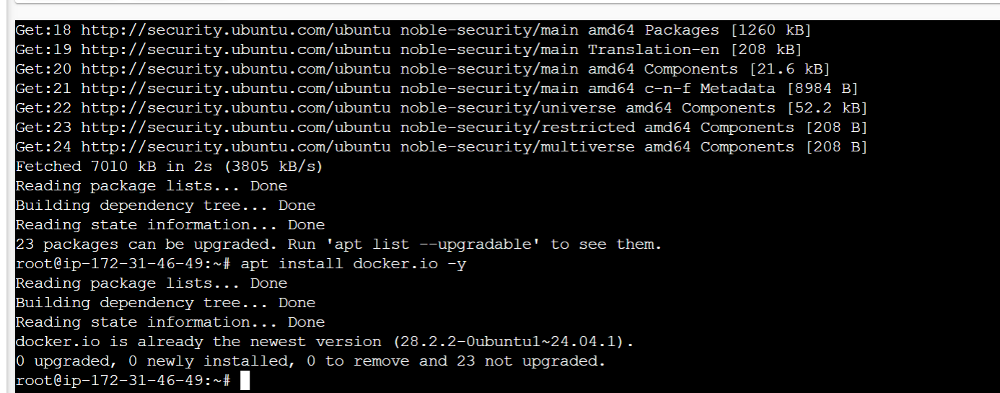 Get:18 http://security.ubuntu.com/ubuntu noble-security/main amd64 Packages [1260 kB]
Get:19 http://security.ubuntu.com/ubuntu noble-security/main Translation-en [208 kB]
Get:20 http://security.ubuntu.com/ubuntu noble-security/main amd64 Components [21.6 kB]
Get:21 http://security.ubuntu.com/ubuntu noble-security/main amd64 c-n-f Metadata [8984 B]
Get:22 http://security.ubuntu.com/ubuntu noble-security/universe amd64 Components [52.2 kB]
Get:23 http://security.ubuntu.com/ubuntu noble-security/restricted amd64 Components [208 B]
Get:24 http://security.ubuntu.com/ubuntu noble-security/multiverse amd64 Components [208 B]
Fetched 7010 kB in 2s (3805 kB/s)
Reading package lists... Done
Building dependency tree... Done
Reading state information... Done
23 packages can be upgraded. Run 'apt list --upgradable' to see them.
root@ip-172-31-46-49:~# apt install docker.io -y
Reading package lists... Done
Building dependency tree... Done
Reading state information... Done
docker.io is already the newest version (28.2.2-0ubuntu1~24.04.1).
0 upgraded, 0 newly installed, 0 to remove and 23 not upgraded.
root@ip-172-31-46-49:~#